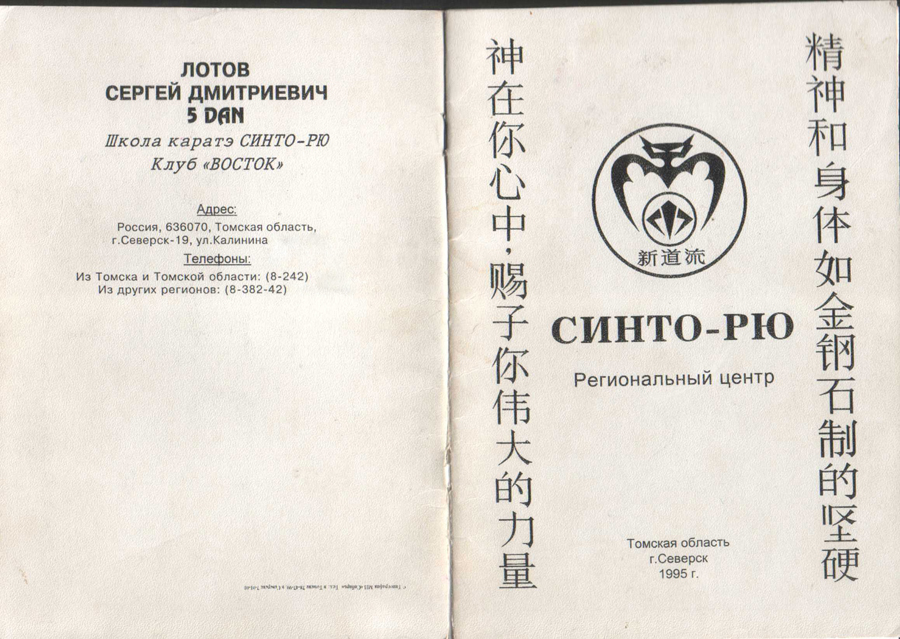 ЛОТОВ
СЕРГЕЙ ДМИТРИЕВИЧ
5 DAN
Школа каратэ СИНТО-РЮ
Клуб «ВОСТОК»
Адрес:
Россия, 636070, Томская область,
г.Северск-19, ул.Калинина
Телефоны:
Из Томска и Томской области: (8-242)
Из других регионов: (8-382-42)
神在你心中，赐子你伟大的力量
新道流
СИНТО-РЮ
Региональный центр
Томская область
г.Северск
1995 г.
精神和身体如金钢石制的坚硬